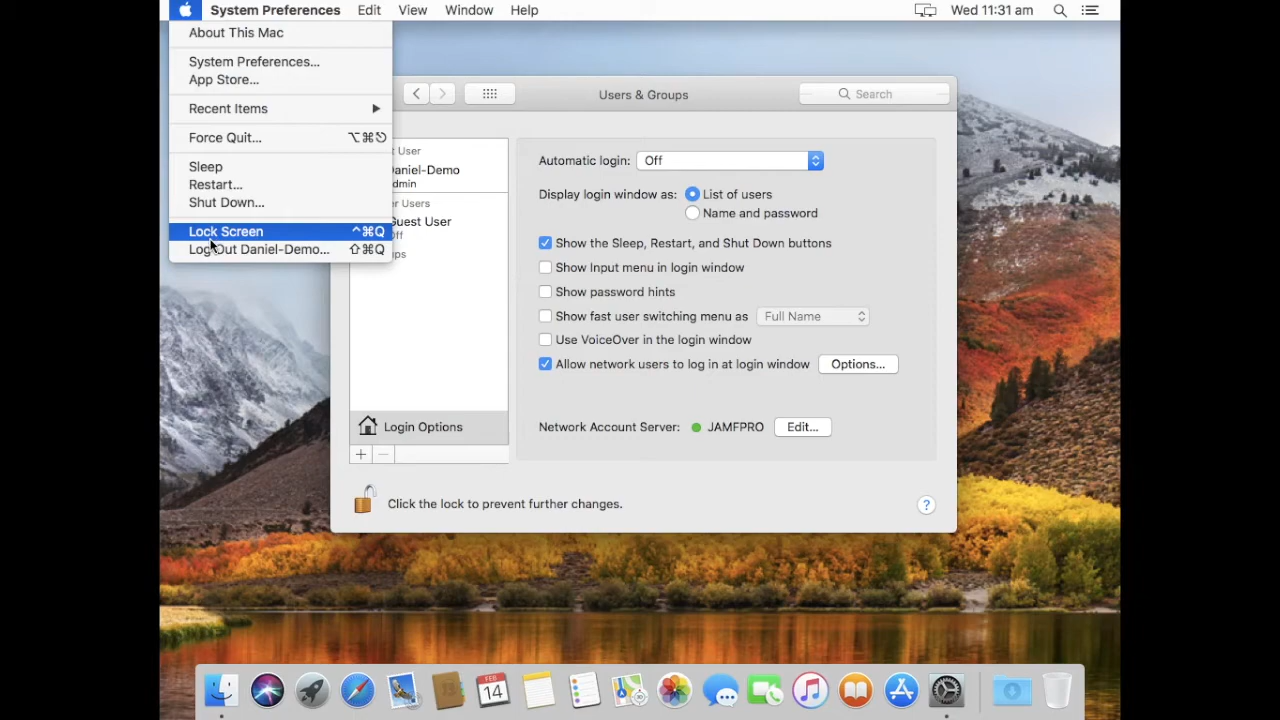 System Preferences Edit View Window Help Wed 11:31 am
About This Mac
System Preferences...
App Store...
Recent Items
Force Quit... ⌥⌘⎋
Sleep
Restart...
Shut Down...
Lock Screen ^⌘Q
Log Out Daniel-Demo... ⇧⌘Q
Users & Groups
Search
t User
Daniel-Demo
dmin
er Users
Guest User
Off
ups
Login Options
+ −
Automatic login: Off
Display login window as: List of users
Name and password
Show the Sleep, Restart, and Shut Down buttons
Show Input menu in login window
Show password hints
Show fast user switching menu as Full Name
Use VoiceOver in the login window
Allow network users to log in at login window Options...
Network Account Server: JAMFPRO Edit...
Click the lock to prevent further changes.
?
FEB
14